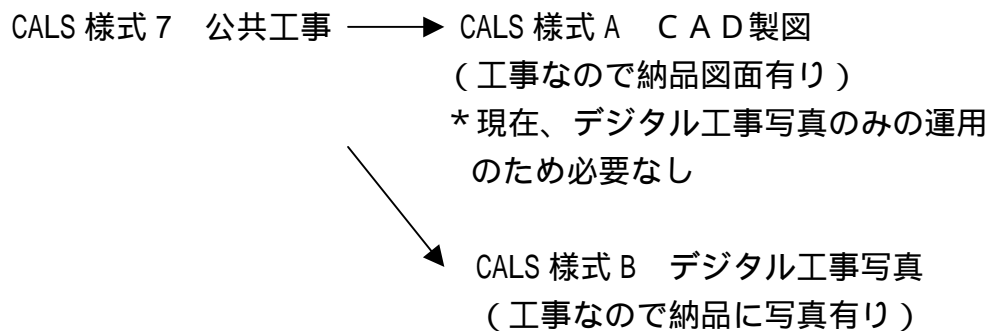 CALS 様式 7　公共工事　CALS 様式 A　ＣＡＤ製図
（工事なので納品図面有り）
＊現在、デジタル工事写真のみの運用
のため必要なし
CALS 様式 B　デジタル工事写真
（工事なので納品に写真有り）